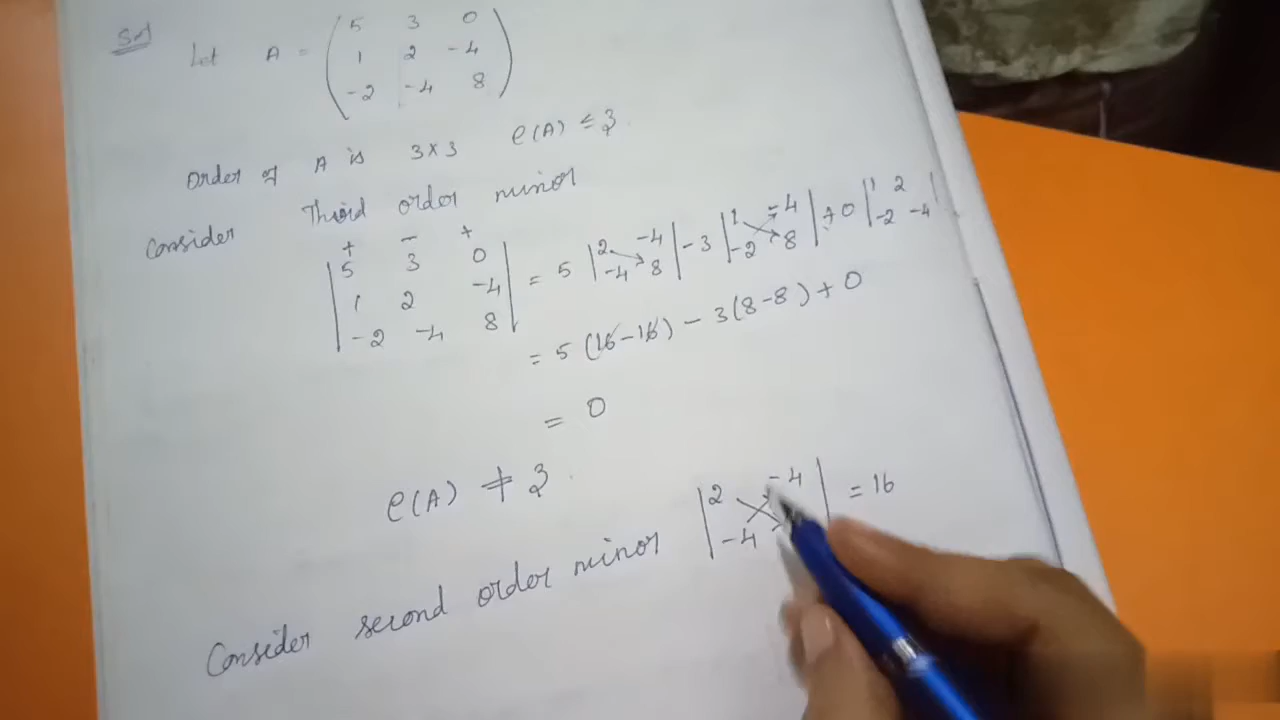 Sol
Let A = ( 5 3 0
1 2 -4
-2 -4 8 )
Order of A is 3×3 ρ(A) ≤ 3.
Consider Third order minor
+ - +
| 5 3 0
1 2 -4
-2 -4 8 | = 5 | 2 -4
-4 8 | - 3 | 1 -4
-2 8 | + 0 | 1 2
-2 -4 |
= 5 (16-16) - 3(8-8) + 0
= 0
ρ(A) ≠ 3.
Consider second order minor | 2 -4
-4 | = 16